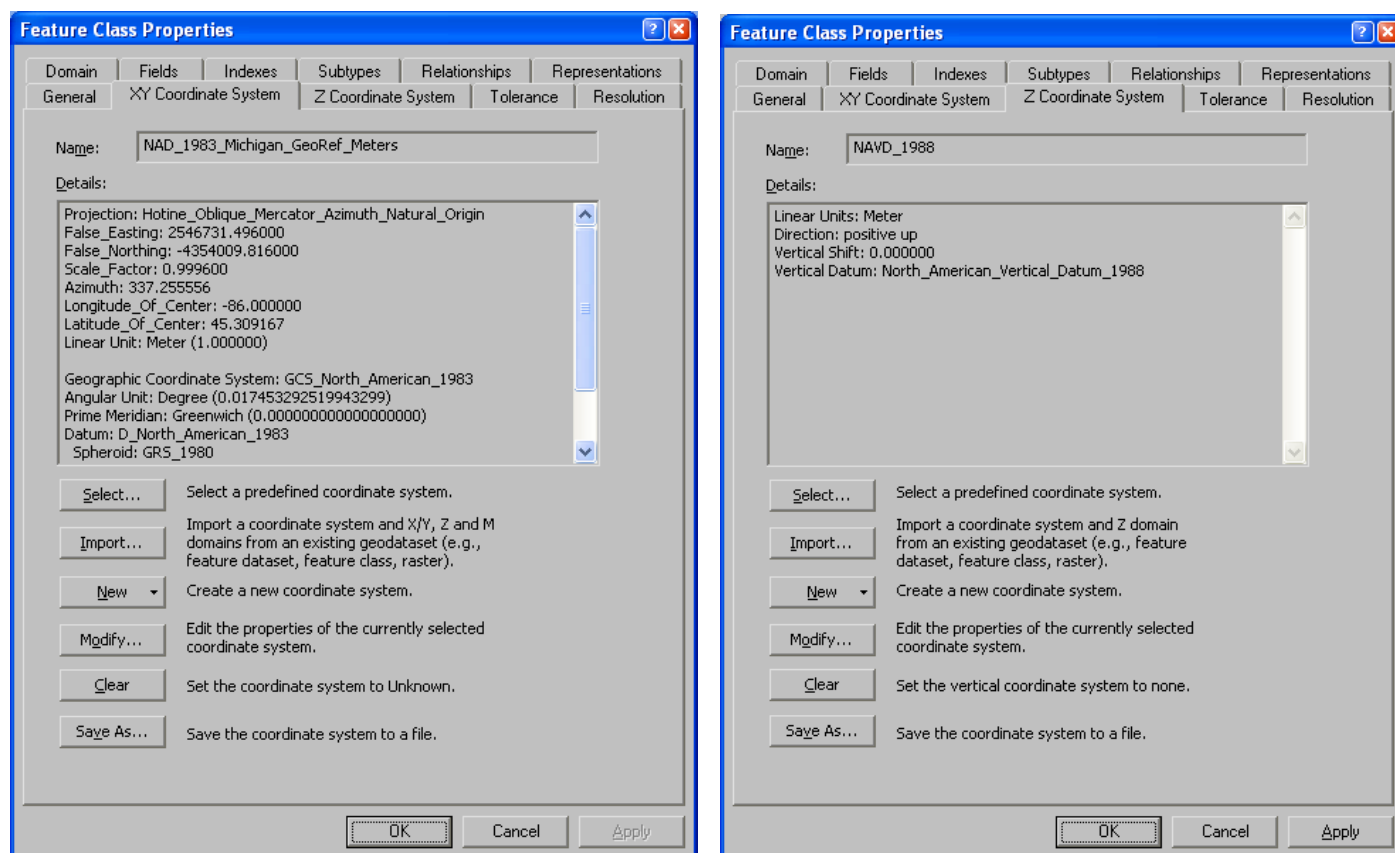 Feature Class Properties
Domain Fields Indexes Subtypes Relationships Representations
General XY Coordinate System Z Coordinate System Tolerance Resolution
Name: NAD_1983_Michigan_GeoRef_Meters
Details:
Projection: Hotine_Oblique_Mercator_Azimuth_Natural_Origin
False_Easting: 2546731.496000
False_Northing: -4354009.816000
Scale_Factor: 0.999600
Azimuth: 337.255556
Longitude_Of_Center: -86.000000
Latitude_Of_Center: 45.309167
Linear Unit: Meter (1.000000)
Geographic Coordinate System: GCS_North_American_1983
Angular Unit: Degree (0.017453292519943299)
Prime Meridian: Greenwich (0.000000000000000000)
Datum: D_North_American_1983
Spheroid: GRS_1980
Select... Select a predefined coordinate system.
Import... Import a coordinate system and X/Y, Z and M
domains from an existing geodataset (e.g.,
feature dataset, feature class, raster).
New Create a new coordinate system.
Modify... Edit the properties of the currently selected
coordinate system.
Clear Set the coordinate system to Unknown.
Save As... Save the coordinate system to a file.
OK Cancel Apply
Feature Class Properties
Domain Fields Indexes Subtypes Relationships Representations
General XY Coordinate System Z Coordinate System Tolerance Resolution
Name: NAVD_1988
Details:
Linear Units: Meter
Direction: positive up
Vertical Shift: 0.000000
Vertical Datum: North_American_Vertical_Datum_1988
Select... Select a predefined coordinate system.
Import... Import a coordinate system and Z domain
from an existing geodataset (e.g., feature
dataset, feature class, raster).
New Create a new coordinate system.
Modify... Edit the properties of the currently selected
coordinate system.
Clear Set the vertical coordinate system to none.
Save As... Save the coordinate system to a file.
OK Cancel Apply